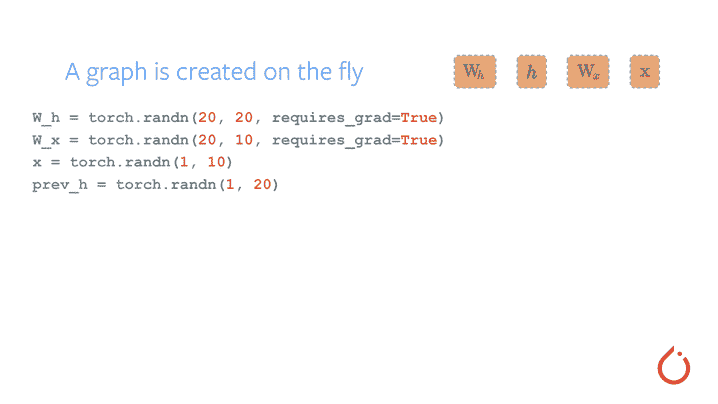 A graph is created on the fly
W_h h W_x x
W_h = torch.randn(20, 20, requires_grad=True)
W_x = torch.randn(20, 10, requires_grad=True)
x = torch.randn(1, 10)
prev_h = torch.randn(1, 20)